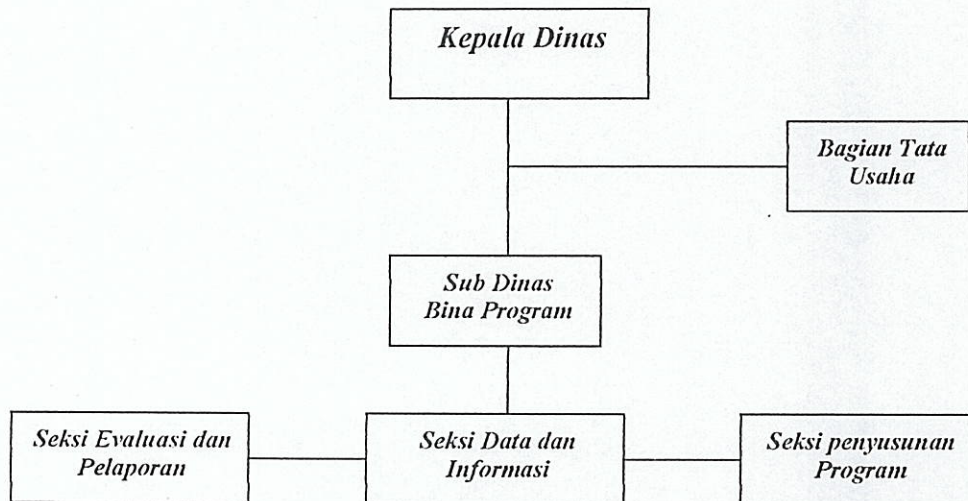 Kepala Dinas
Bagian Tata
Usaha
Sub Dinas
Bina Program
Seksi Evaluasi dan
Pelaporan
Seksi Data dan
Informasi
Seksi penyusunan
Program